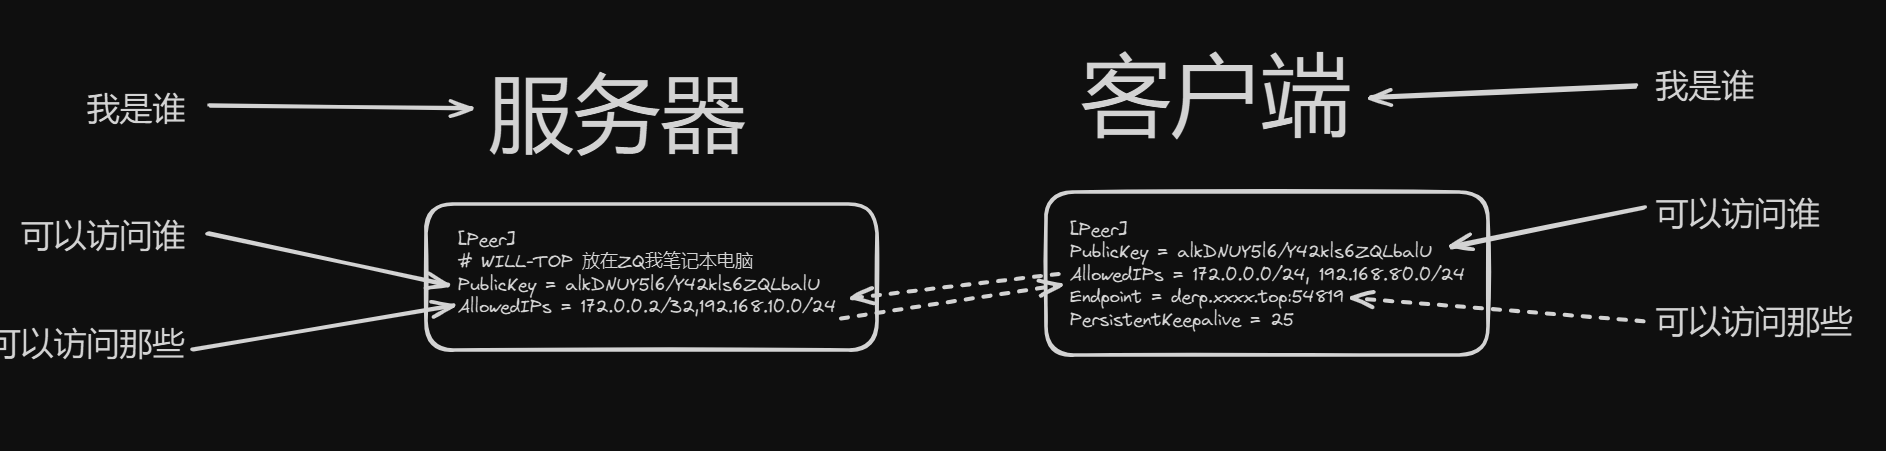 我是谁
服务器
客户端
我是谁
可以访问谁
可以访问那些
[Peer]
# WILL-TOP 放在ZQ我笔记本电脑
PublicKey = alkDNUY5l6/Y42kls6ZQLbalU
AllowedIPs = 172.0.0.2/32,192.168.10.0/24
[Peer]
PublicKey = alkDNUY5l6/Y42kls6ZQLbalU
AllowedIPs = 172.0.0.0/24, 192.168.80.0/24
Endpoint = derp.xxxx.top:54819
PersistentKeepalive = 25
可以访问谁
可以访问那些